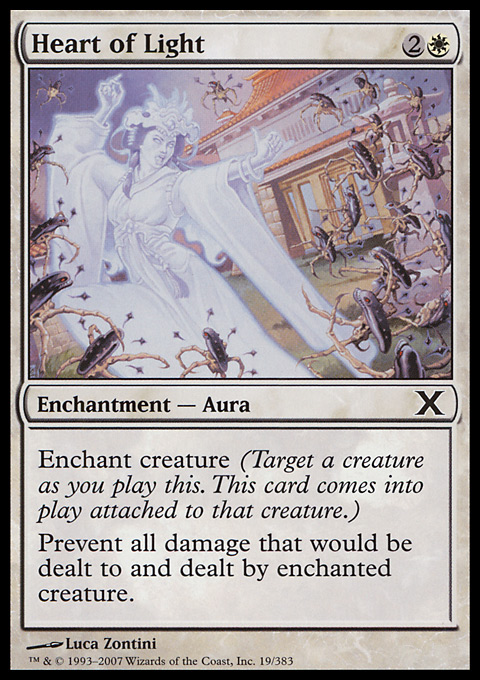 Heart of Light 2
Enchantment — Aura X
Enchant creature (Target a creature
as you play this. This card comes into
play attached to that creature.)
Prevent all damage that would be
dealt to and dealt by enchanted
creature.
Luca Zontini
™ & © 1993–2007 Wizards of the Coast, Inc. 19/383